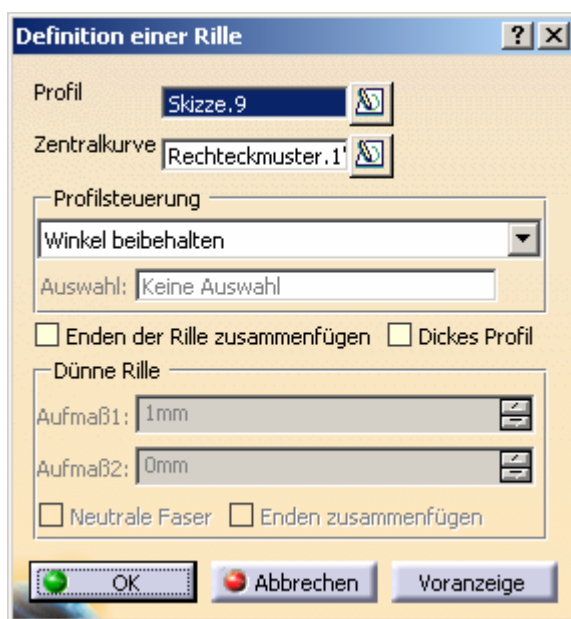 Definition einer Rille
Profil Skizze.9
Zentralkurve Rechteckmuster.1
Profilsteuerung
Winkel beibehalten
Auswahl: Keine Auswahl
Enden der Rille zusammenfügen Dickes Profil
Dünne Rille
Aufmaß1: 1mm
Aufmaß2: 0mm
Neutrale Faser Enden zusammenfügen
OK Abbrechen Voranzeige